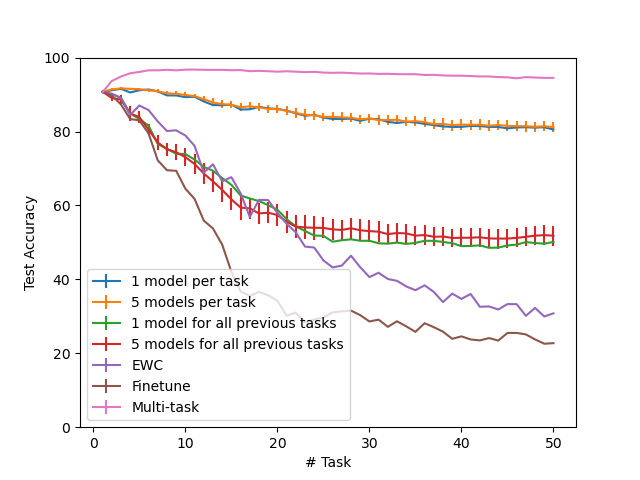 100
80
60
40
20
0
Test Accuracy
1 model per task
5 models per task
1 model for all previous tasks
5 models for all previous tasks
EWC
Finetune
Multi-task
0 10 20 30 40 50
# Task